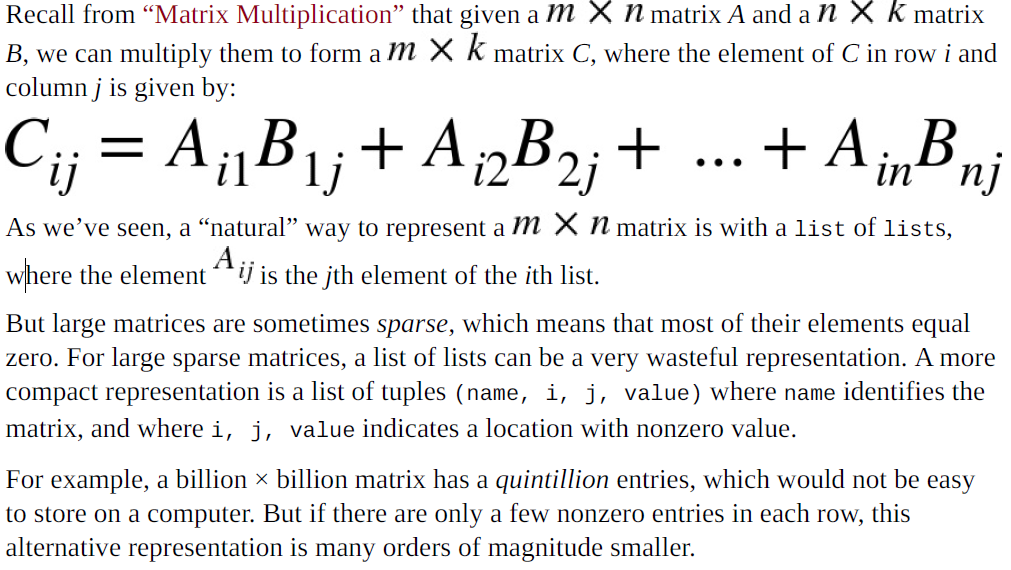 Recall from “Matrix Multiplication” that given a m × n matrix A and a n × k matrix
B, we can multiply them to form a m × k matrix C, where the element of C in row i and
column j is given by:
C_{ij} = A_{i1}B_{1j} + A_{i2}B_{2j} + ... + A_{in}B_{nj}
As we’ve seen, a “natural” way to represent a m × n matrix is with a list of lists,
where the element A_{ij} is the jth element of the ith list.
But large matrices are sometimes sparse, which means that most of their elements equal
zero. For large sparse matrices, a list of lists can be a very wasteful representation. A more
compact representation is a list of tuples (name, i, j, value) where name identifies the
matrix, and where i, j, value indicates a location with nonzero value.
For example, a billion × billion matrix has a quintillion entries, which would not be easy
to store on a computer. But if there are only a few nonzero entries in each row, this
alternative representation is many orders of magnitude smaller.